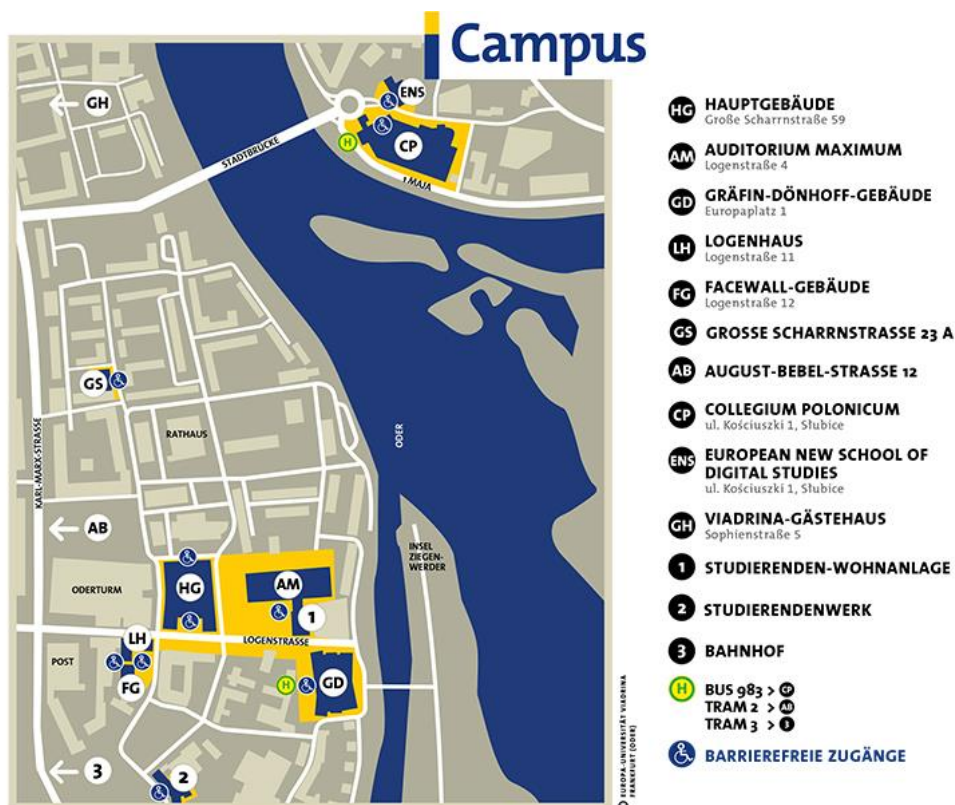 Campus
GH
ENS
STADTBRÜCKE
H
CP
1 MAJA
GS
RATHAUS
KARL-MARX-STRASSE
ODER
AB
INSEL
ZIEGEN-
WERDER
ODERTURM
HG
AM
1
LOGENSTRASSE
LH
POST
FG
H
GD
3
2
© EUROPA-UNIVERSITÄT VIADRINA
FRANKFURT (ODER)
HG HAUPTGEBÄUDE
Große Scharrnstraße 59
AM AUDITORIUM MAXIMUM
Logenstraße 4
GD GRÄFIN-DÖNHOFF-GEBÄUDE
Europaplatz 1
LH LOGENHAUS
Logenstraße 11
FG FACEWALL-GEBÄUDE
Logenstraße 12
GS GROSSE SCHARRNSTRASSE 23 A
AB AUGUST-BEBEL-STRASSE 12
CP COLLEGIUM POLONICUM
ul. Kościuszki 1, Słubice
ENS EUROPEAN NEW SCHOOL OF
DIGITAL STUDIES
ul. Kościuszki 1, Słubice
GH VIADRINA-GÄSTEHAUS
Sophienstraße 5
1 STUDIERENDEN-WOHNANLAGE
2 STUDIERENDENWERK
3 BAHNHOF
H BUS 983 > CP
TRAM 2 > AB
TRAM 3 > 3
BARRIEREFREIE ZUGÄNGE